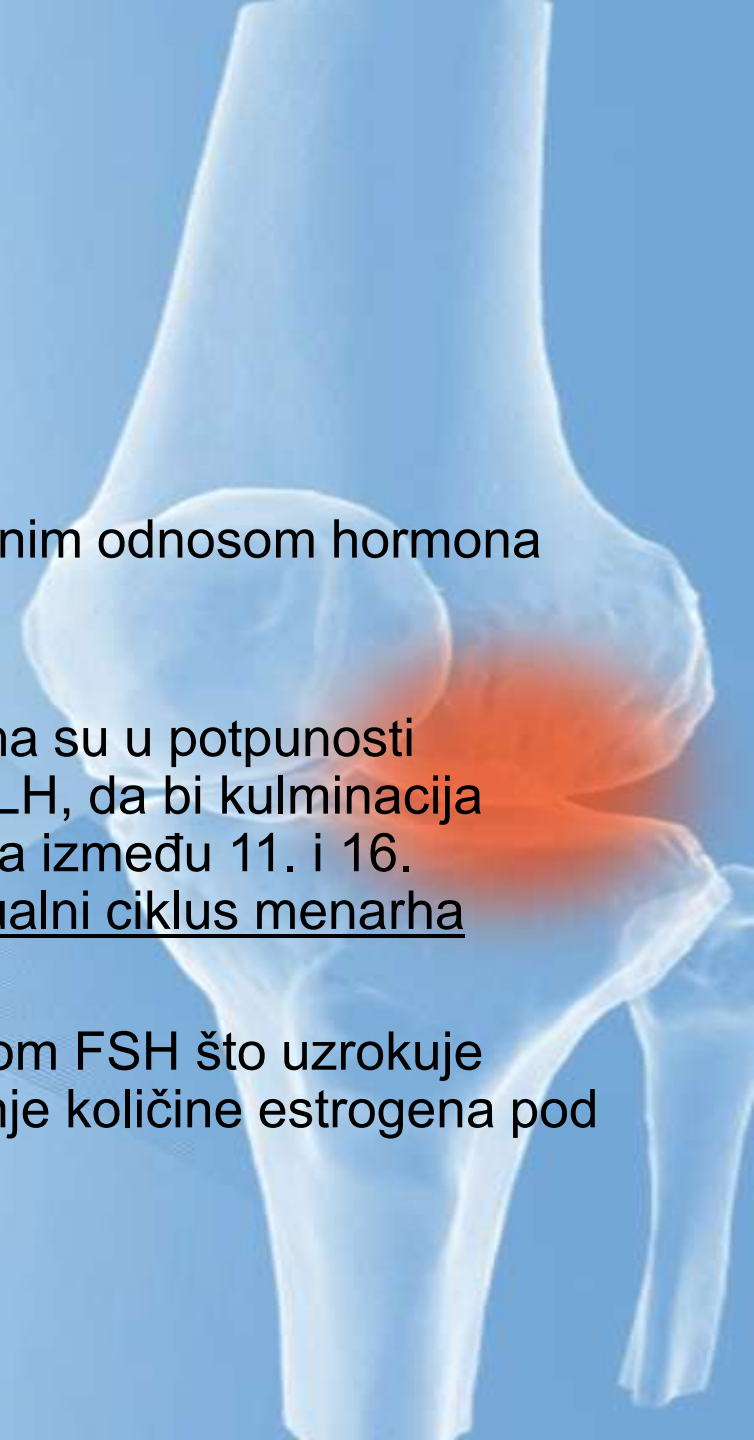 nim odnosom hormona
na su u potpunosti
LH, da bi kulminacija
a između 11. i 16.
ualni ciklus menarha
om FSH što uzrokuje
nje količine estrogena pod